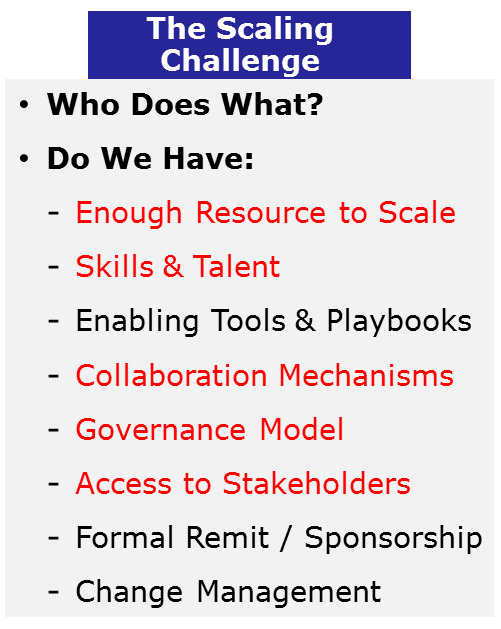 The Scaling
Challenge
• Who Does What?
• Do We Have:
- Enough Resource to Scale
- Skills & Talent
- Enabling Tools & Playbooks
- Collaboration Mechanisms
- Governance Model
- Access to Stakeholders
- Formal Remit / Sponsorship
- Change Management